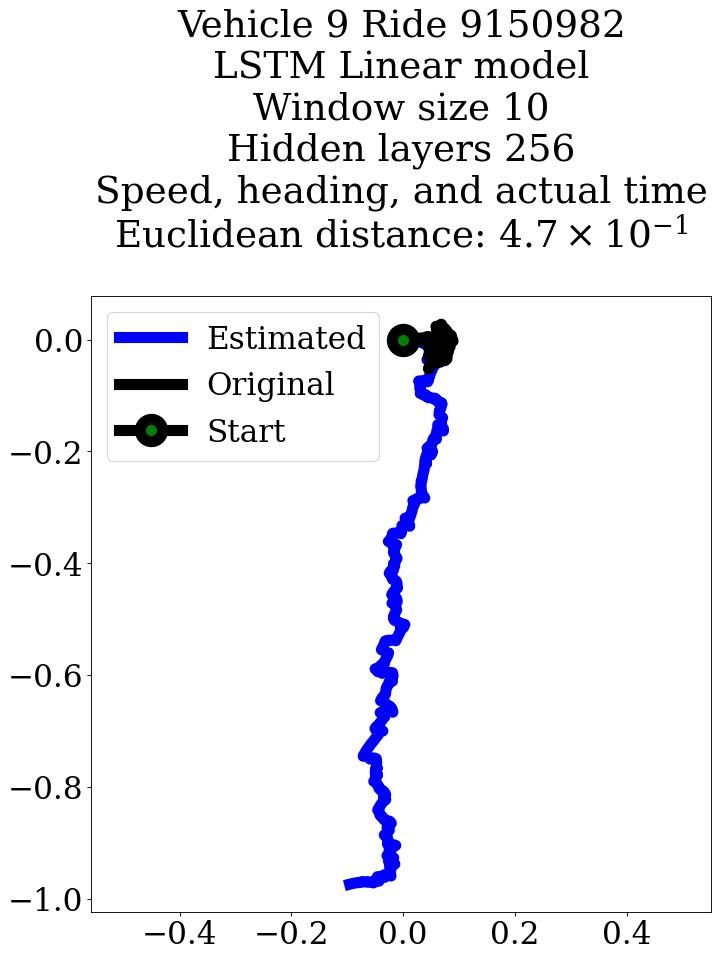 Vehicle 9 Ride 9150982
LSTM Linear model
Window size 10
Hidden layers 256
Speed, heading, and actual time
Euclidean distance: 4.7 × 10⁻¹
Estimated
Original
Start
0.0
−0.2
−0.4
−0.6
−0.8
−1.0
−0.4
−0.2
0.0
0.2
0.4